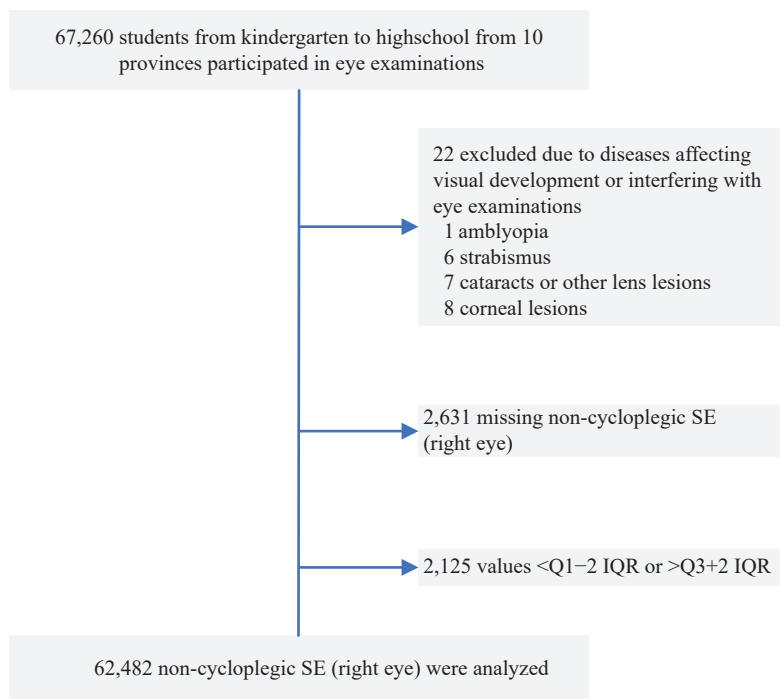 67,260 students from kindergarten to highschool from 10
provinces participated in eye examinations
22 excluded due to diseases affecting
visual development or interfering with
eye examinations
1 amblyopia
6 strabismus
7 cataracts or other lens lesions
8 corneal lesions
2,631 missing non-cycloplegic SE
(right eye)
2,125 values <Q1−2 IQR or >Q3+2 IQR
62,482 non-cycloplegic SE (right eye) were analyzed